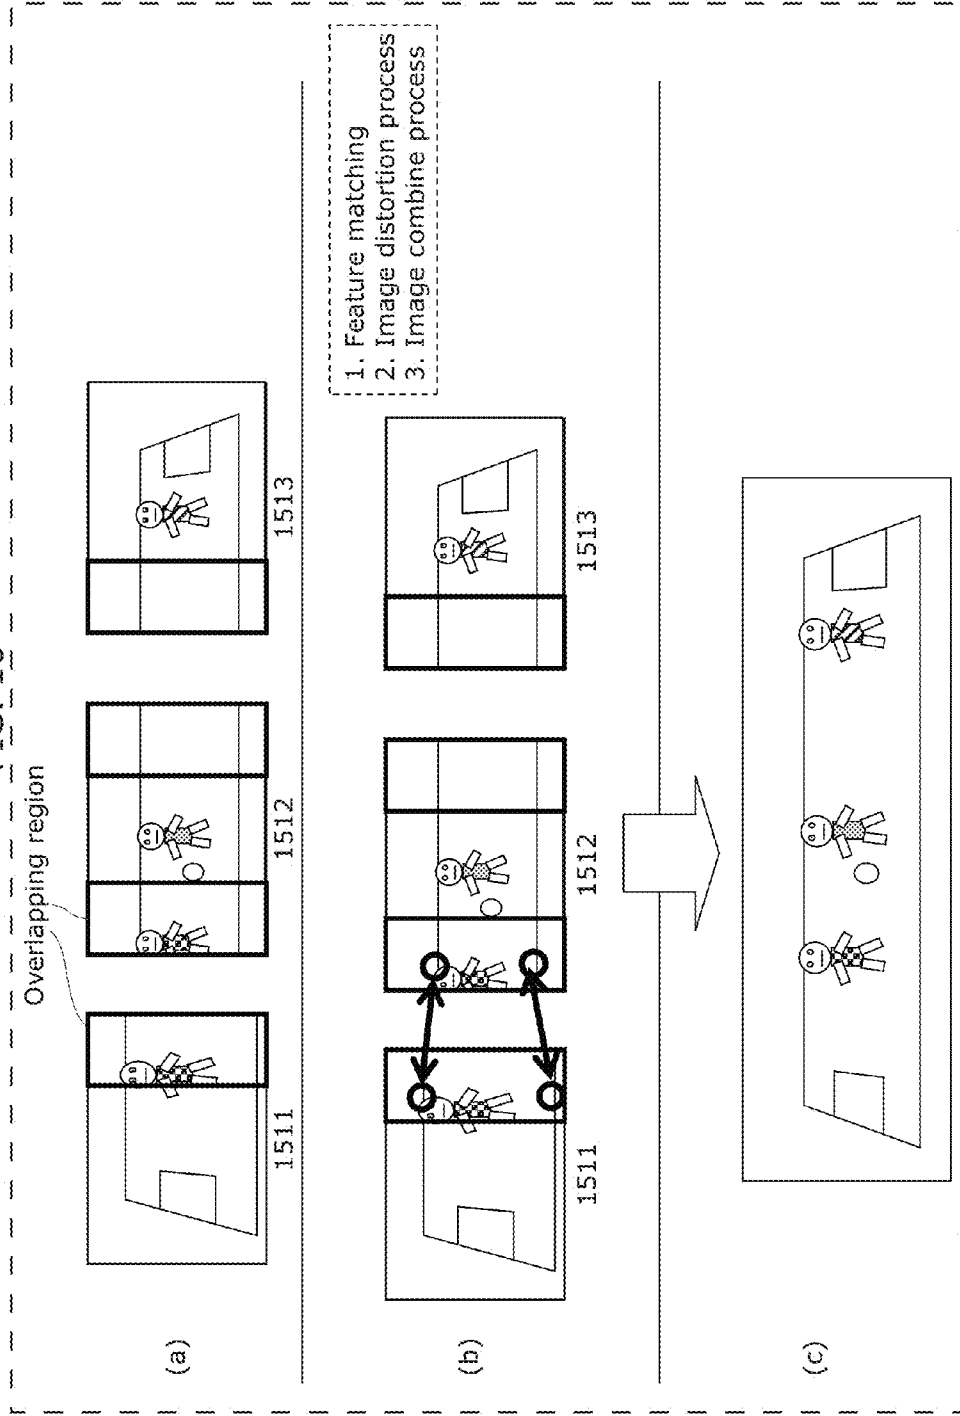 Overlapping region
(a)
1511
1512
1513
1. Feature matching
2. Image distortion process
3. Image combine process
(b)
1511
1512
1513
(c)